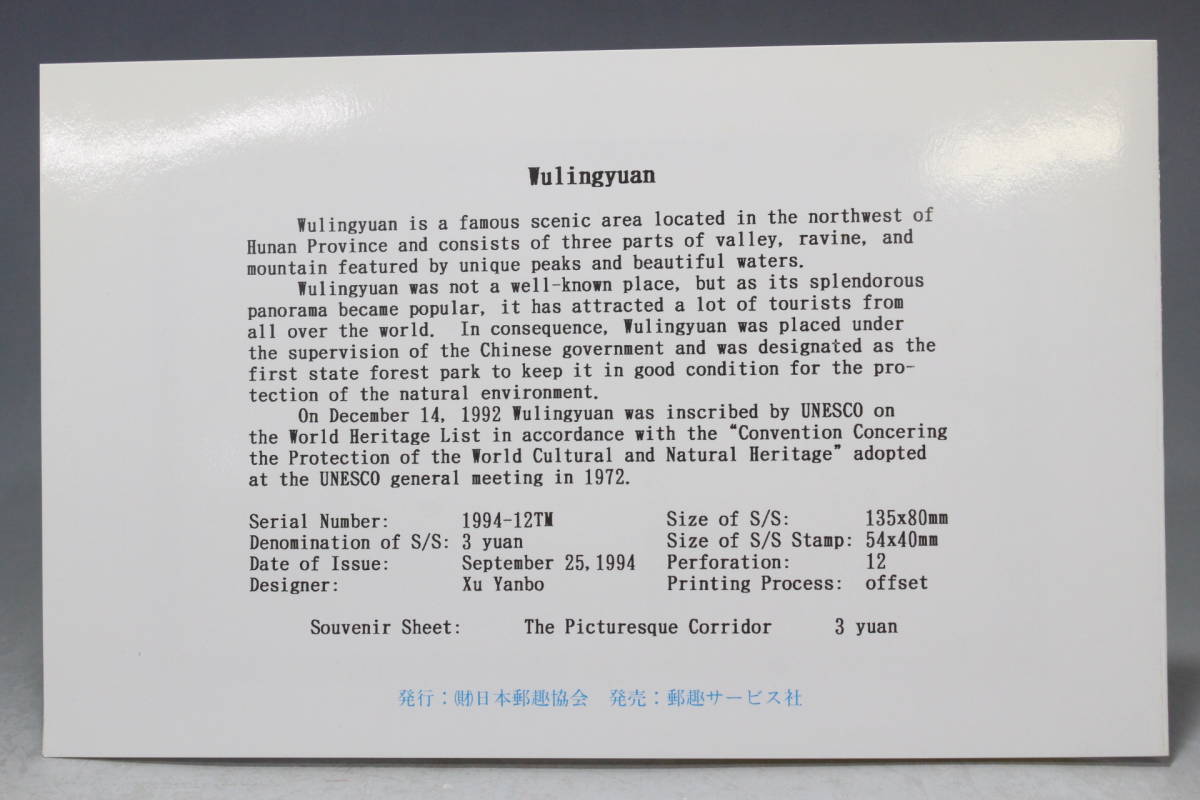 Wulingyuan
Wulingyuan is a famous scenic area located in the northwest of
Hunan Province and consists of three parts of valley, ravine, and
mountain featured by unique peaks and beautiful waters.
Wulingyuan was not a well-known place, but as its splendorous
panorama became popular, it has attracted a lot of tourists from
all over the world. In consequence, Wulingyuan was placed under
the supervision of the Chinese government and was designated as the
first state forest park to keep it in good condition for the pro-
tection of the natural environment.
On December 14, 1992 Wulingyuan was inscribed by UNESCO on
the World Heritage List in accordance with the “Convention Concering
the Protection of the World Cultural and Natural Heritage” adopted
at the UNESCO general meeting in 1972.
Serial Number: 1994-12TM Size of S/S: 135x80mm
Denomination of S/S: 3 yuan Size of S/S Stamp: 54x40mm
Date of Issue: September 25,1994 Perforation: 12
Designer: Xu Yanbo Printing Process: offset
Souvenir Sheet: The Picturesque Corridor 3 yuan
発行：㈶日本郵趣協会 発売：郵趣サービス社